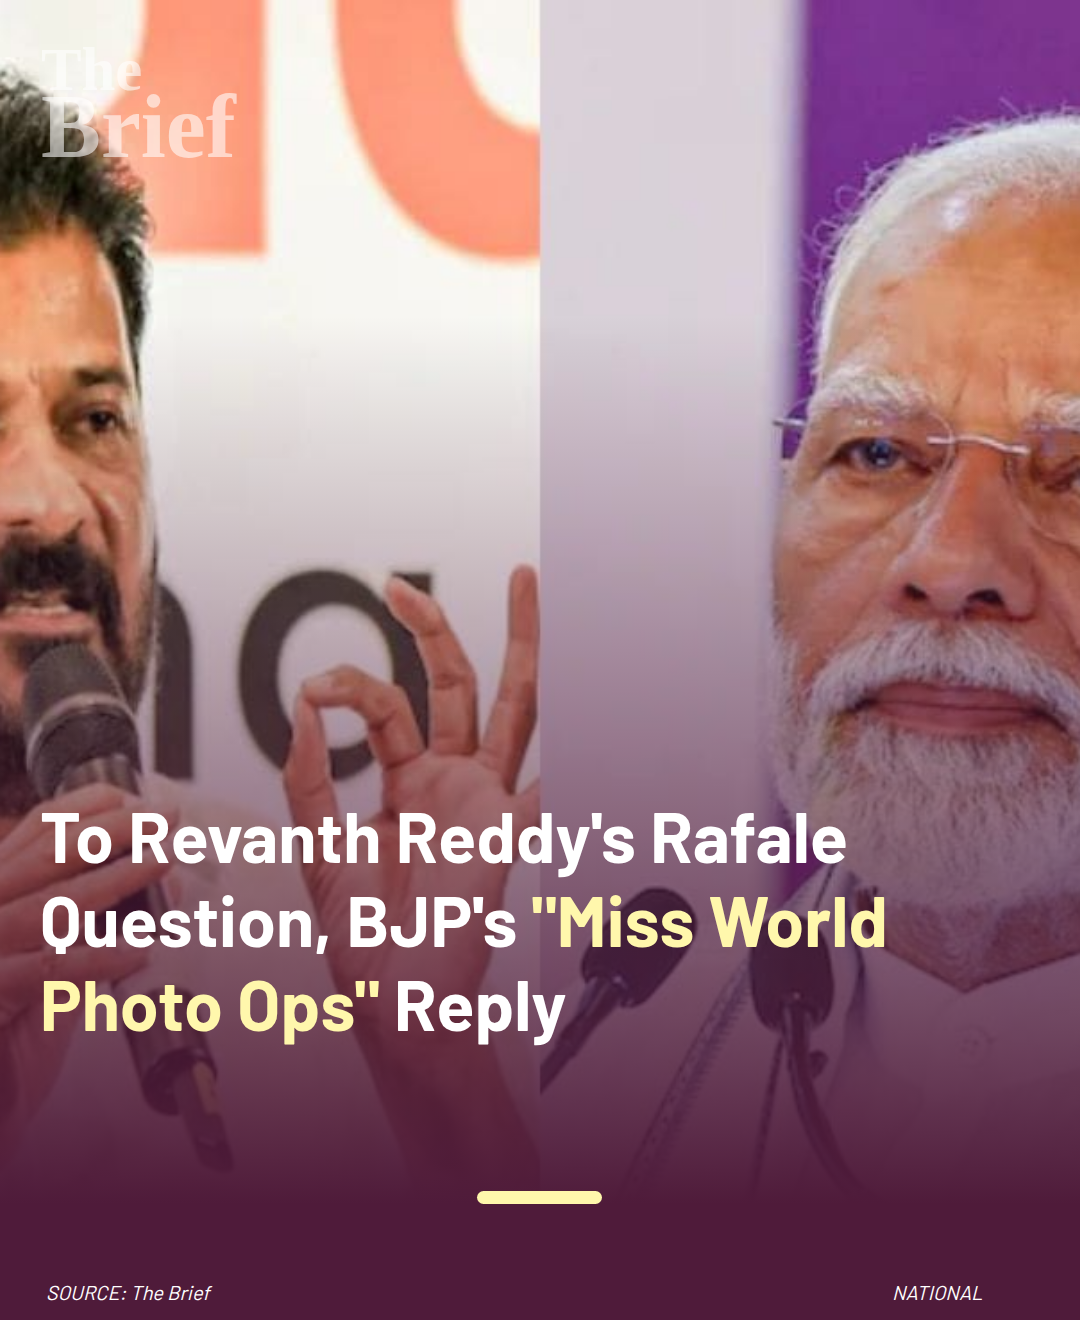 The
Brief
To Revanth Reddy's Rafale
Question, BJP's "Miss World
Photo Ops" Reply
SOURCE: The Brief
NATIONAL